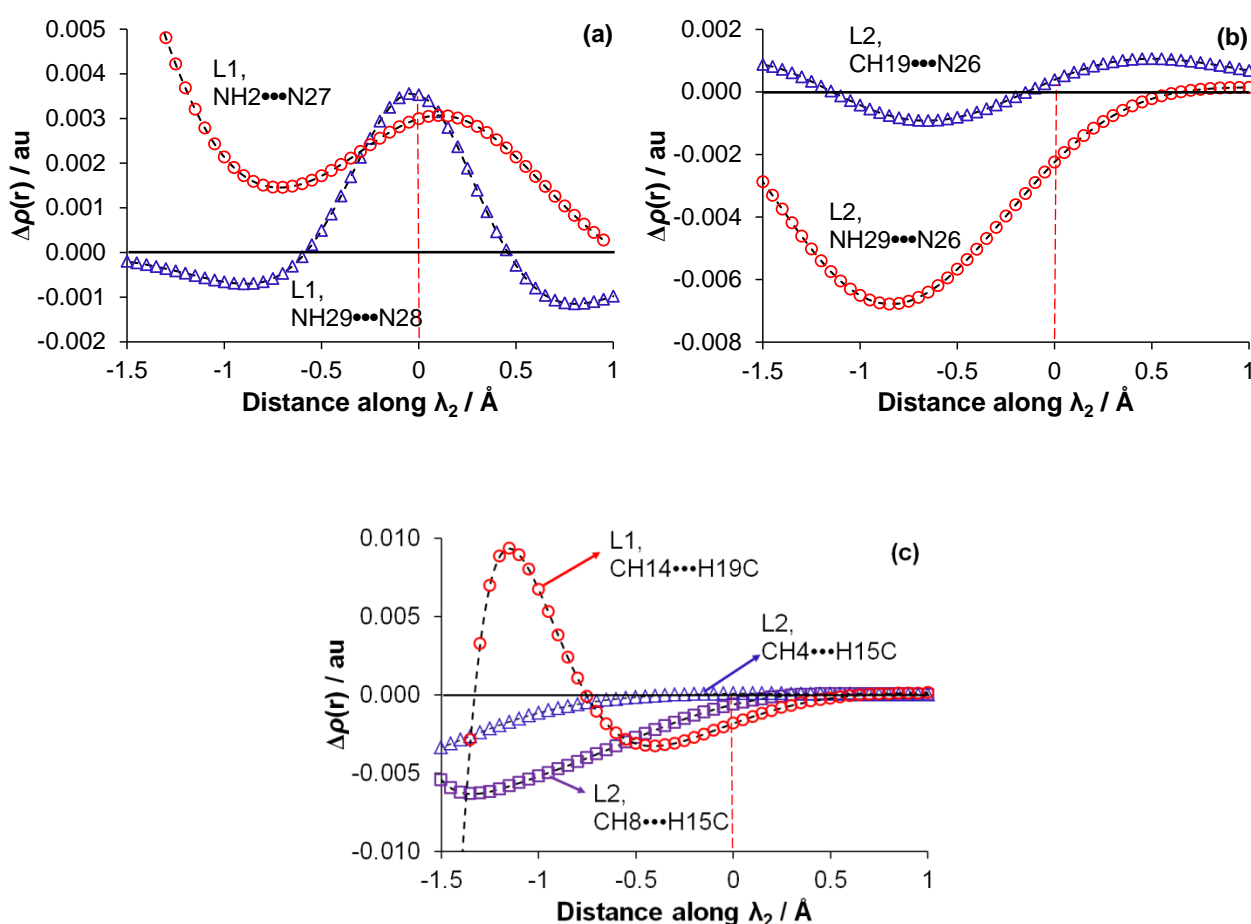 (a)
0.005
0.004
0.003
0.002
0.001
0.000
-0.001
-0.002
Δρ(r) / au
L1,
NH2•••N27
L1,
NH29•••N28
-1.5 -1 -0.5 0 0.5 1
Distance along λ₂ / Å
(b)
0.002
0.000
-0.002
-0.004
-0.006
-0.008
Δρ(r) / au
L2,
CH19•••N26
L2,
NH29•••N26
-1.5 -1 -0.5 0 0.5 1
Distance along λ₂ / Å
(c)
0.010
0.005
0.000
-0.005
-0.010
Δρ(r) / au
L1,
CH14•••H19C
L2,
CH4•••H15C
L2,
CH8•••H15C
-1.5 -1 -0.5 0 0.5 1
Distance along λ₂ / Å